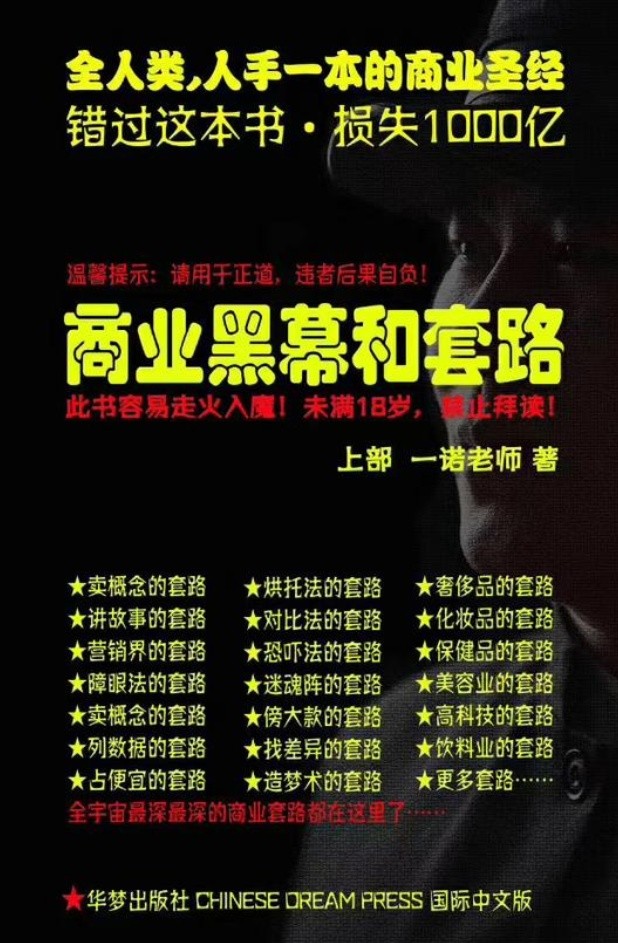 全人类,人手一本的商业圣经
错过这本书·损失1000亿
温馨提示：请用于正道，违者后果自负！
商业黑幕和套路
此书容易走火入魔！未满18岁，禁止拜读！
上部 一诺老师 著
★卖概念的套路 ★烘托法的套路 ★奢侈品的套路
★讲故事的套路 ★对比法的套路 ★化妆品的套路
★营销界的套路 ★恐吓法的套路 ★保健品的套路
★障眼法的套路 ★迷魂阵的套路 ★美容业的套路
★卖概念的套路 ★傍大款的套路 ★高科技的套路
★列数据的套路 ★找差异的套路 ★饮料业的套路
★占便宜的套路 ★造梦术的套路 ★更多套路……
全宇宙最深最深的商业套路都在这里了……
★华梦出版社 CHINESE DREAM PRESS 国际中文版